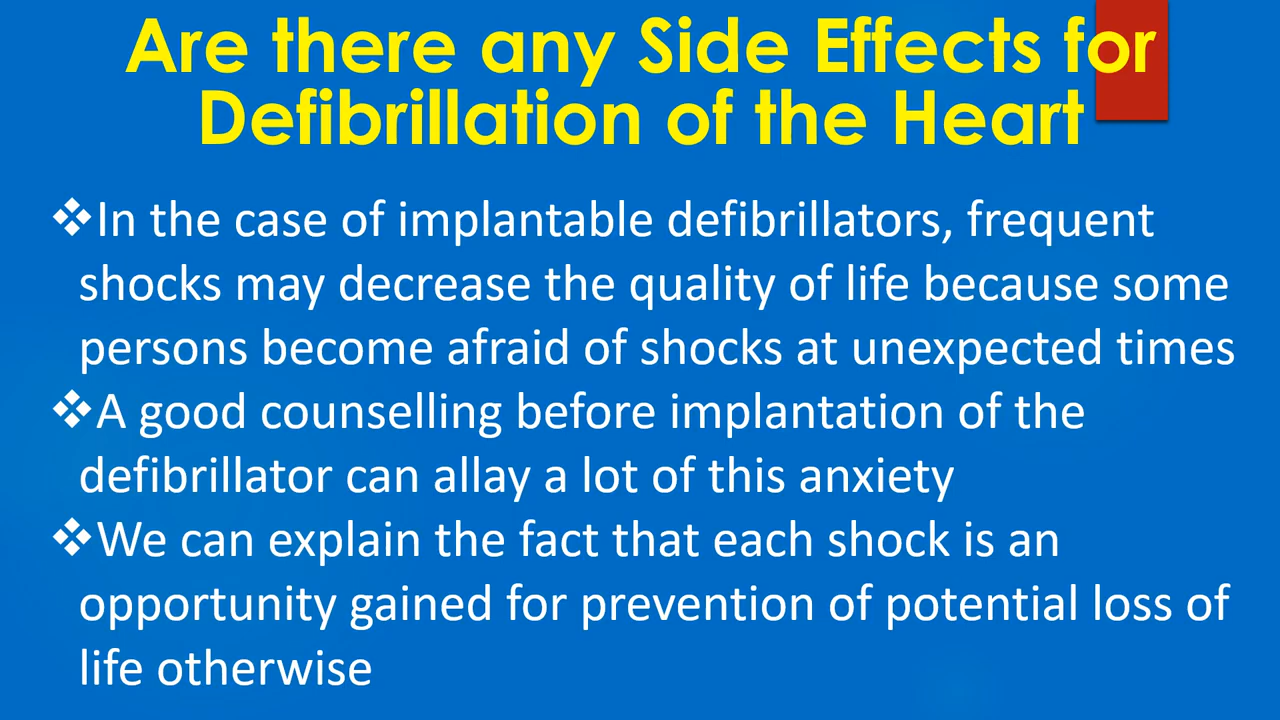 Are there any Side Effects for
Defibrillation of the Heart
❖In the case of implantable defibrillators, frequent
shocks may decrease the quality of life because some
persons become afraid of shocks at unexpected times
❖A good counselling before implantation of the
defibrillator can allay a lot of this anxiety
❖We can explain the fact that each shock is an
opportunity gained for prevention of potential loss of
life otherwise